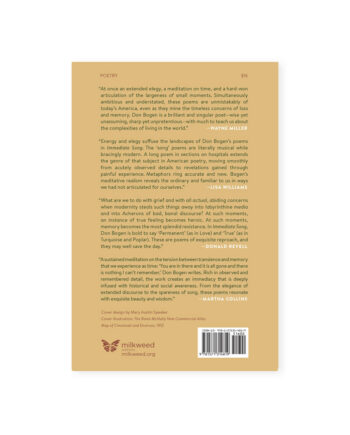 POETRY
$16
"At once an extended elegy, a meditation on time, and a hard-won
articulation of the largeness of small moments. Simultaneously
ambitious and understated, these poems are unmistakably of
today's America, even as they mine the timeless concerns of loss
and memory. Don Bogen is a brilliant and singular poet—wise yet
unassuming, sharp yet unpretentious—with much to teach us about
the complexities of living in the world."
—WAYNE MILLER
"Energy and elegy suffuse the landscapes of Don Bogen's poems
in Immediate Song. The 'song' poems are literally musical while
bracingly modern. A long poem in sections on hospitals extends
the genre of that subject in American poetry, moving smoothly
from acutely observed details to revelations gained through
painful experience. Metaphors ring accurate and new. Bogen's
meditative realism reveals the ordinary and familiar to us in ways
we had not articulated for ourselves."
—LISA WILLIAMS
"What are we to do with grief and with oil actual, abiding concerns
when modernity steals such things away into labyrinthine media
and into Acherons of bad, banal discourse? At such moments,
an instance of true feeling becomes heroic. At such moments,
memory becomes the most splendid resistance. In Immediate Song,
Don Bogen is bold to say 'Permanent' (as in Love) and 'True' (as in
Turquoise and Poplar). These are poems of exquisite reproach, and
they may well save the day."
—DONALD REVELL
"A sustained meditation on the tension between transience and memory
that we experience as time: 'You are in there and it is all gone and there
is nothing I can't remember,' Don Bogen writes. Rich in observed and
remembered detail, the work creates an immediacy that is deeply
infused with historical and social awareness. From the elegance of
extended discourse to the spareness of song, these poems resonate
with exquisite beauty and wisdom."
—MARTHA COLLINS
Cover design by Mary Austin Speaker
Map of Cincinnati and Environs, 1912
milkweed
EDITIONS
milkweed.org